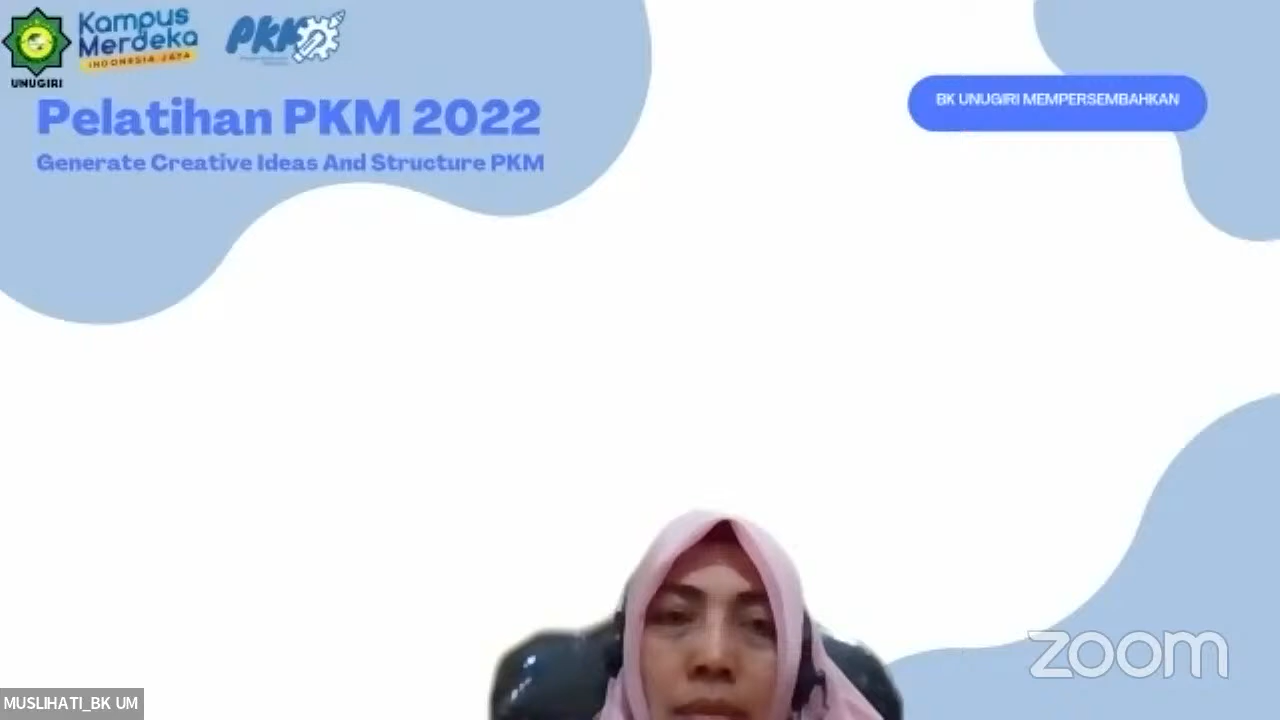 UNUGIRI
Kampus
Merdeka
INDONESIA JAYA
PKM
Pelatihan PKM 2022
Generate Creative Ideas And Structure PKM
BK UNUGIRI MEMPERSEMBAHKAN
zoom
MUSLIHATI_BK UM